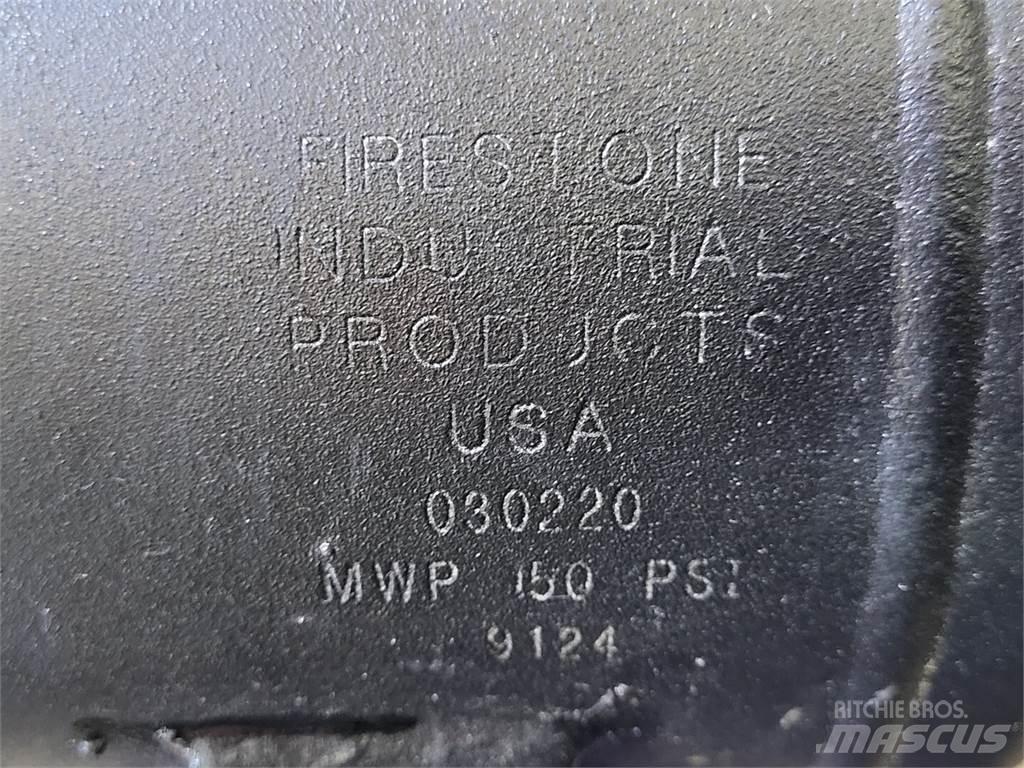 FIRESTONE
INDUSTRIAL
PRODUCTS
USA
030220
MWP 150 PSI
9124
RITCHIE BROS.
MASCUS